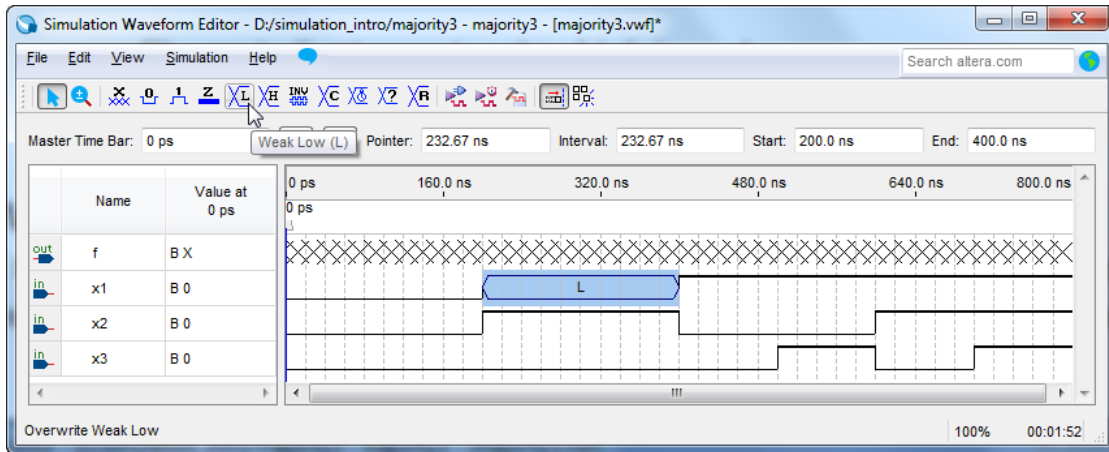 Simulation Waveform Editor - D:/simulation_intro/majority3 - majority3 - [majority3.vwf]*
File Edit View Simulation Help Search altera.com
X 0 1 Z L H INV C ? R
Master Time Bar: 0 ps Weak Low (L) Pointer: 232.67 ns Interval: 232.67 ns Start: 200.0 ns End: 400.0 ns
Name Value at 0 ps 0 ps 160.0 ns 320.0 ns 480.0 ns 640.0 ns 800.0 ns
0 ps
out f B X
in x1 B 0 L
in x2 B 0
in x3 B 0
Overwrite Weak Low 100% 00:01:52